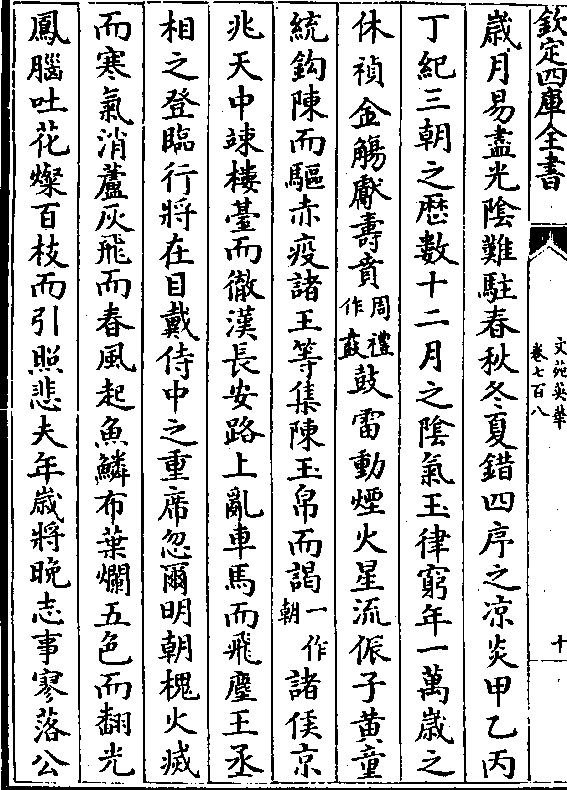 欽定四庫全書
文苑英華
卷七百八
十
歲月易盡光陰難駐春秋冬夏錯四序之凉炎甲乙丙
丁紀三朝之歴數十二月之陰氣玉律窮年一萬歲之
休禎金觴獻壽賁周禮作鼖鼓雷動煙火星流侲子黄童
統鈎陳而驅赤疫諸王等集陳玉帛而謁一作朝諸侯京
兆天中竦樓臺而徹漢長安路上亂車馬而飛塵王丞
相之登臨行將在目戴侍中之重席忽爾明朝槐火滅
而寒氣消蘆灰飛而春風起魚鱗布葉爛五色而翻光
鳳腦吐花燦百枝而引照悲夫年歲將晚志事寥落公